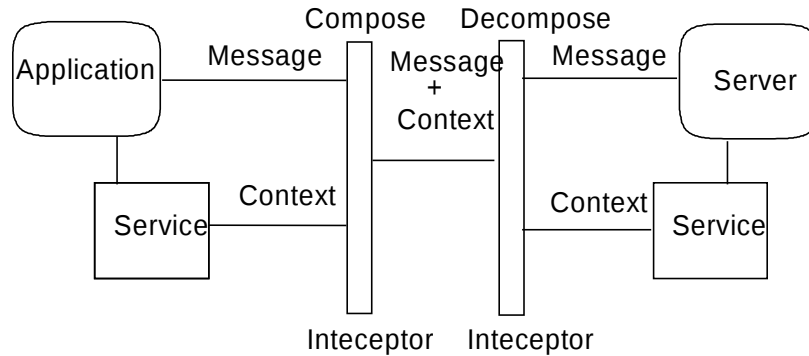 Compose
Decompose
Application
Message
Message
+
Context
Message
Server
Service
Context
Context
Service
Inteceptor
Inteceptor